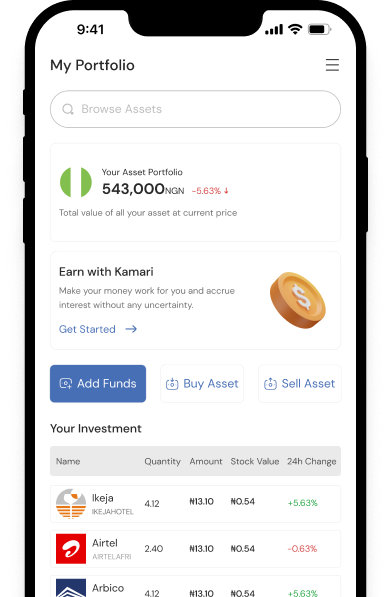 9:41
My Portfolio
Browse Assets
Your Asset Portfolio
543,000NGN -5.63% ↓
Total value of all your asset at current price
Earn with Kamari
Make your money work for you and accrue
interest without any uncertainty.
Get Started →
$
Add Funds
Buy Asset
Sell Asset
Your Investment
Name Quantity Amount Stock Value 24h Change
Ikeja
IKEJAHOTEL
4.12 ₦13.10 ₦0.54 +5.63%
Airtel
AIRTELAFRI
2.40 ₦13.10 ₦0.54 -0.63%
Arbico
4.12 ₦13.10 ₦0.54 +5.63%